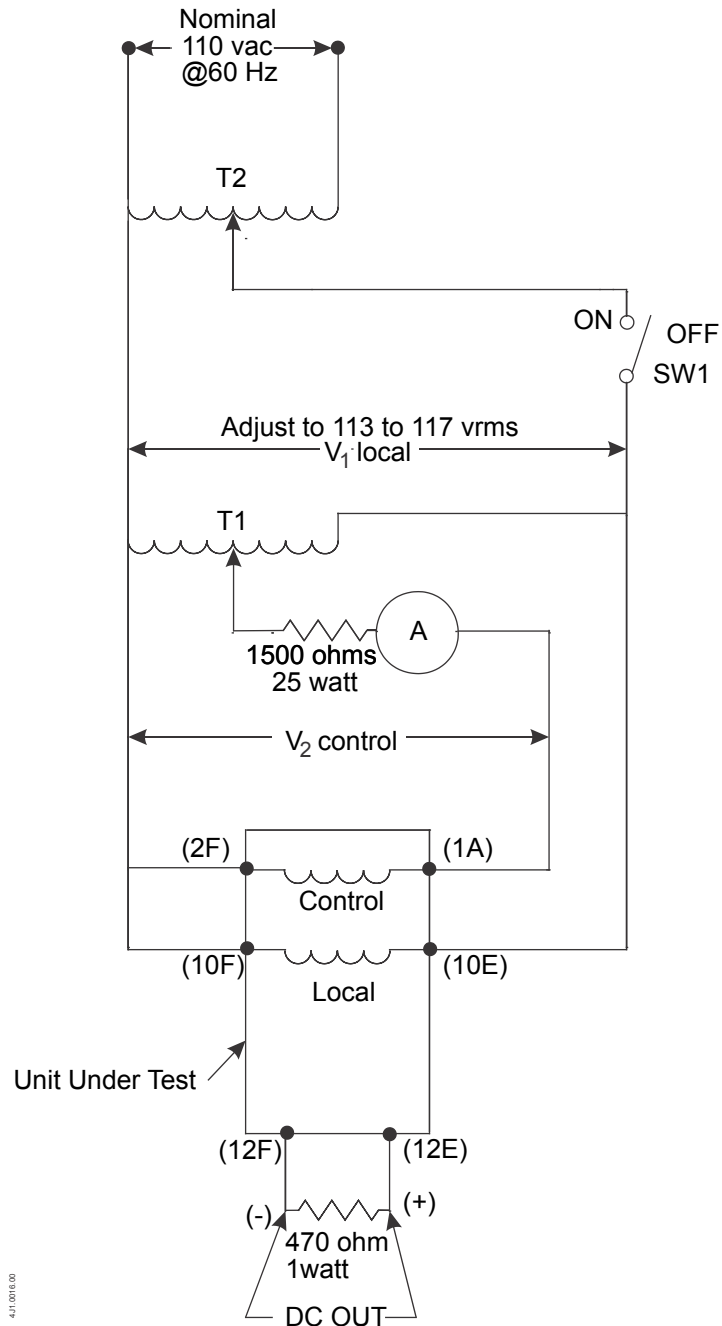 Nominal
110 vac
@60 Hz
T2
ON
OFF
SW1
Adjust to 113 to 117 vrms
V₁ local
T1
A
1500 ohms
25 watt
V₂ control
(2F)
(1A)
Control
(10F)
(10E)
Local
Unit Under Test
(12F)
(12E)
(-)
(+)
470 ohm
1watt
DC OUT
4J1.0016.00